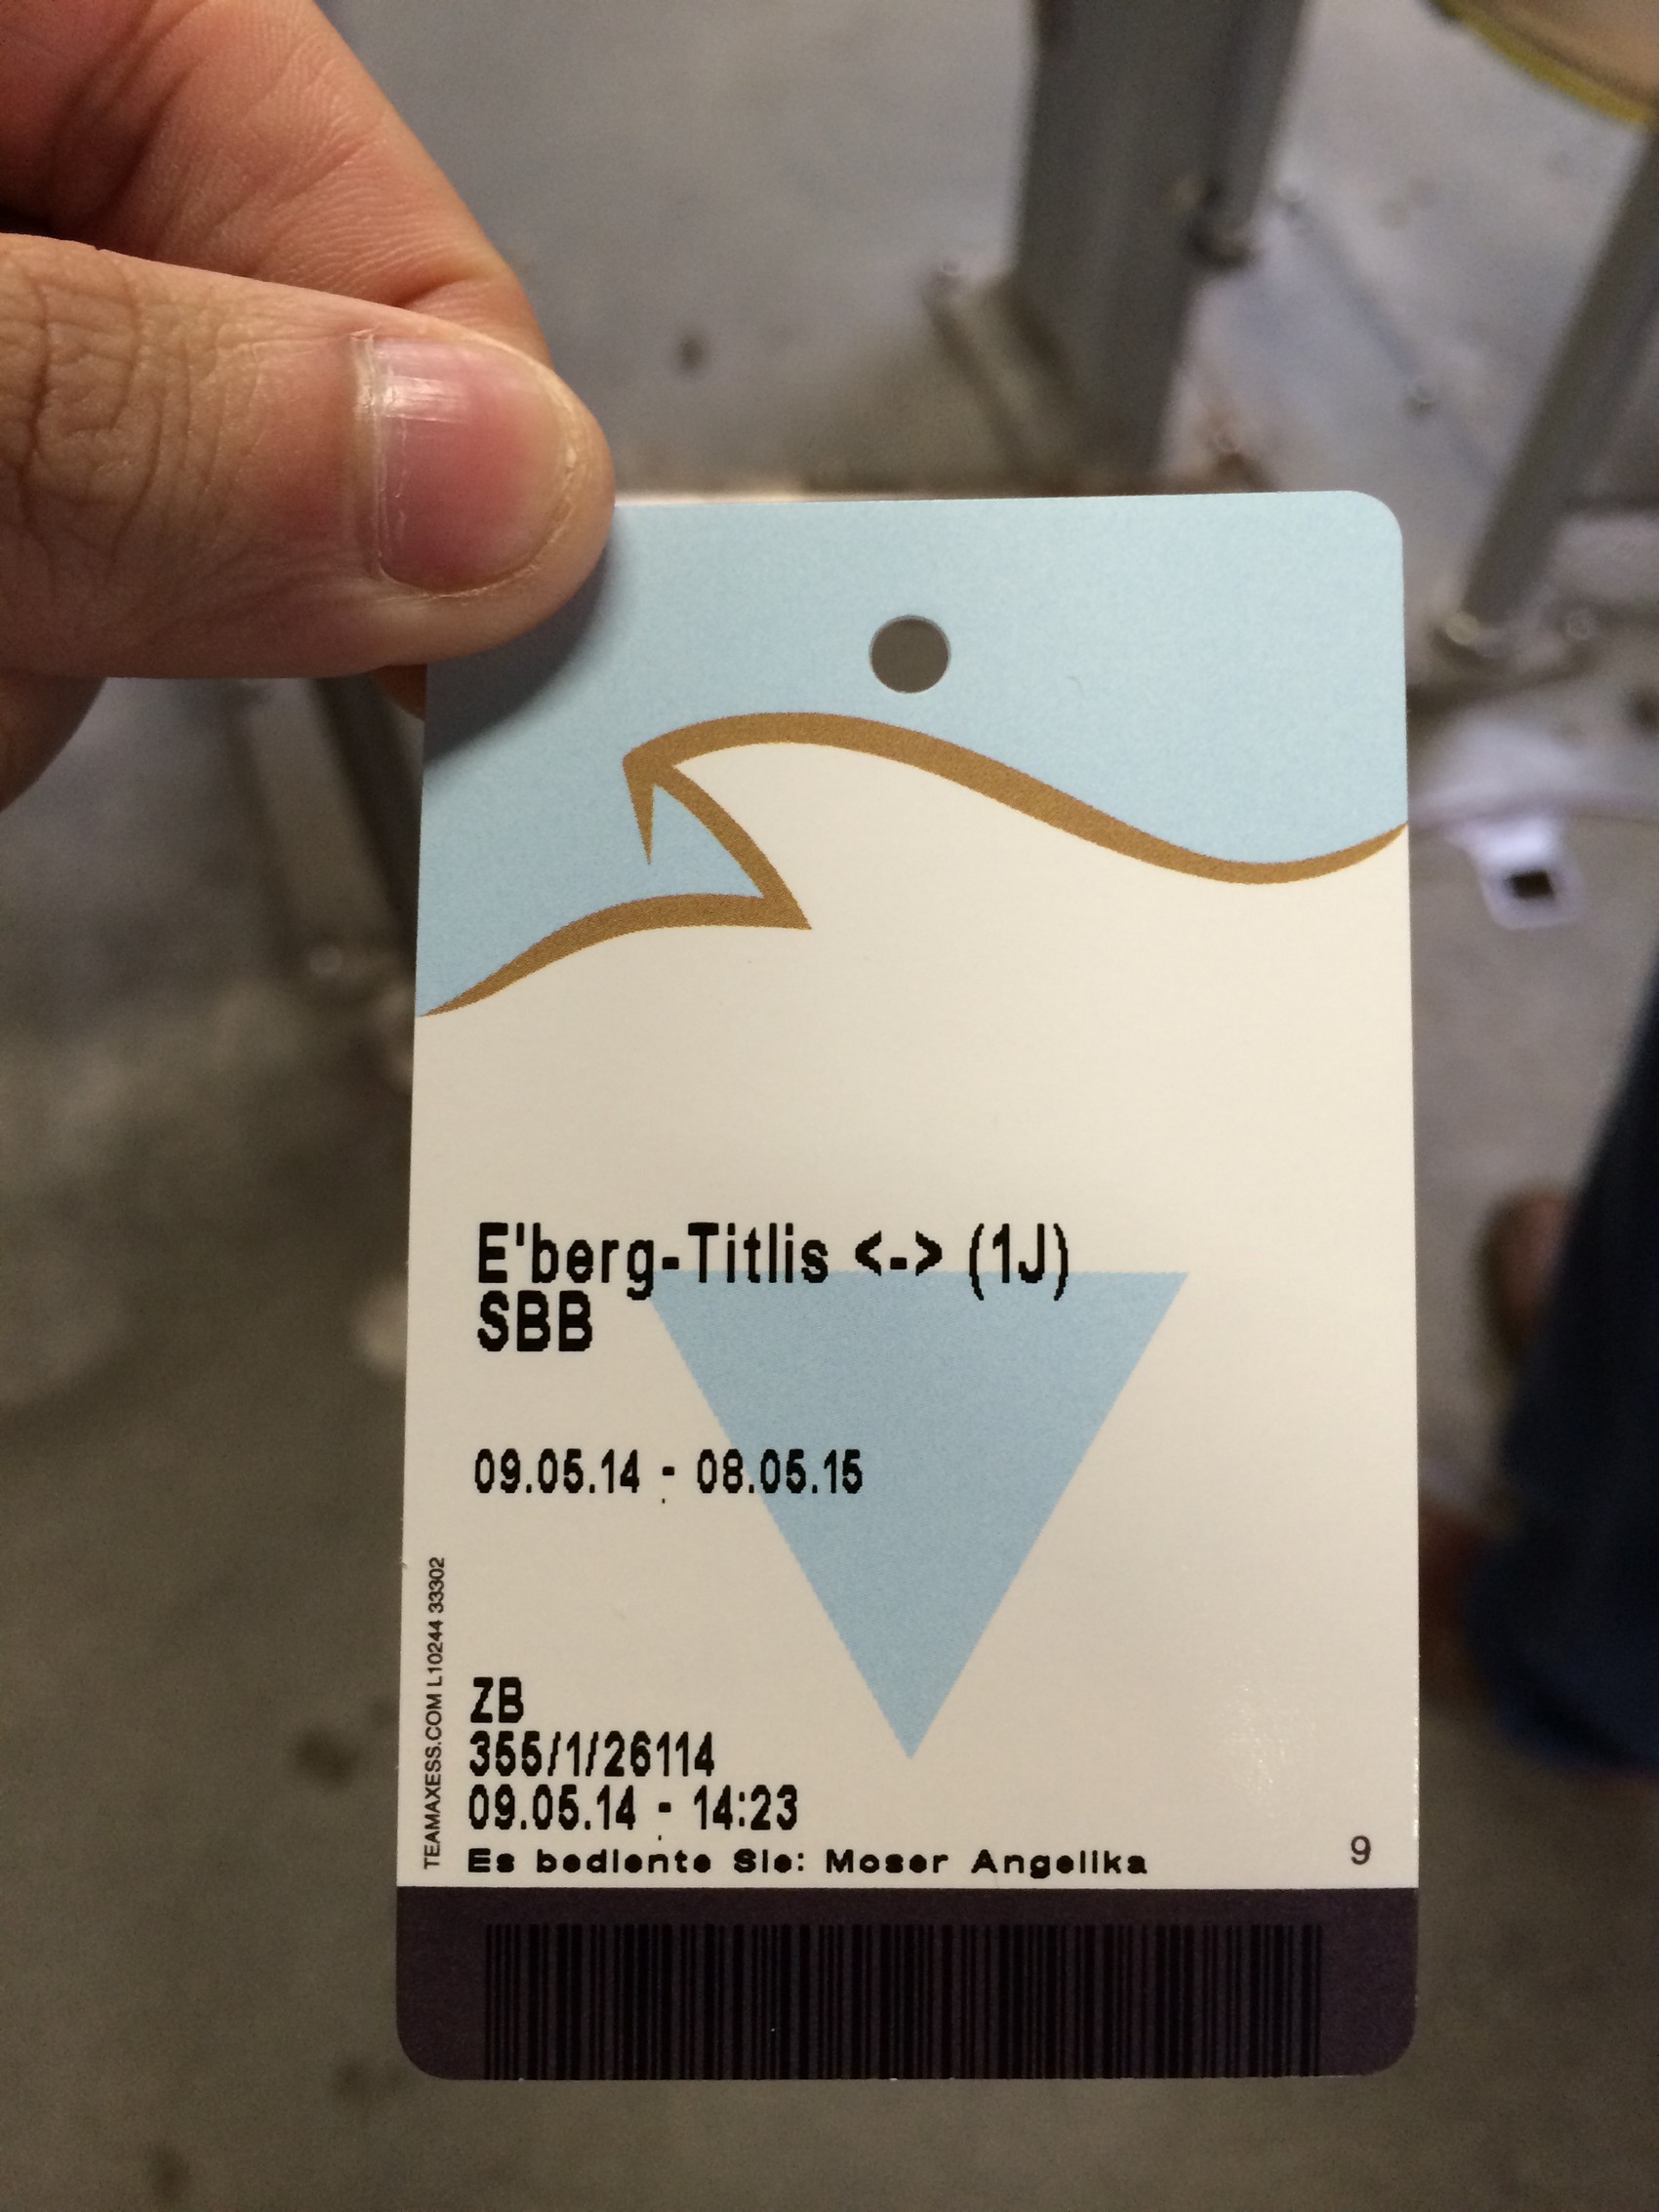 E'berg-Titlis <-> (1J)
SBB
09.05.14 - 08.05.15
TEAMAXESS.COM L10244 33302
ZB
355/1/26114
09.05.14 - 14:23
Es bediente Sie: Moser Angelika
9